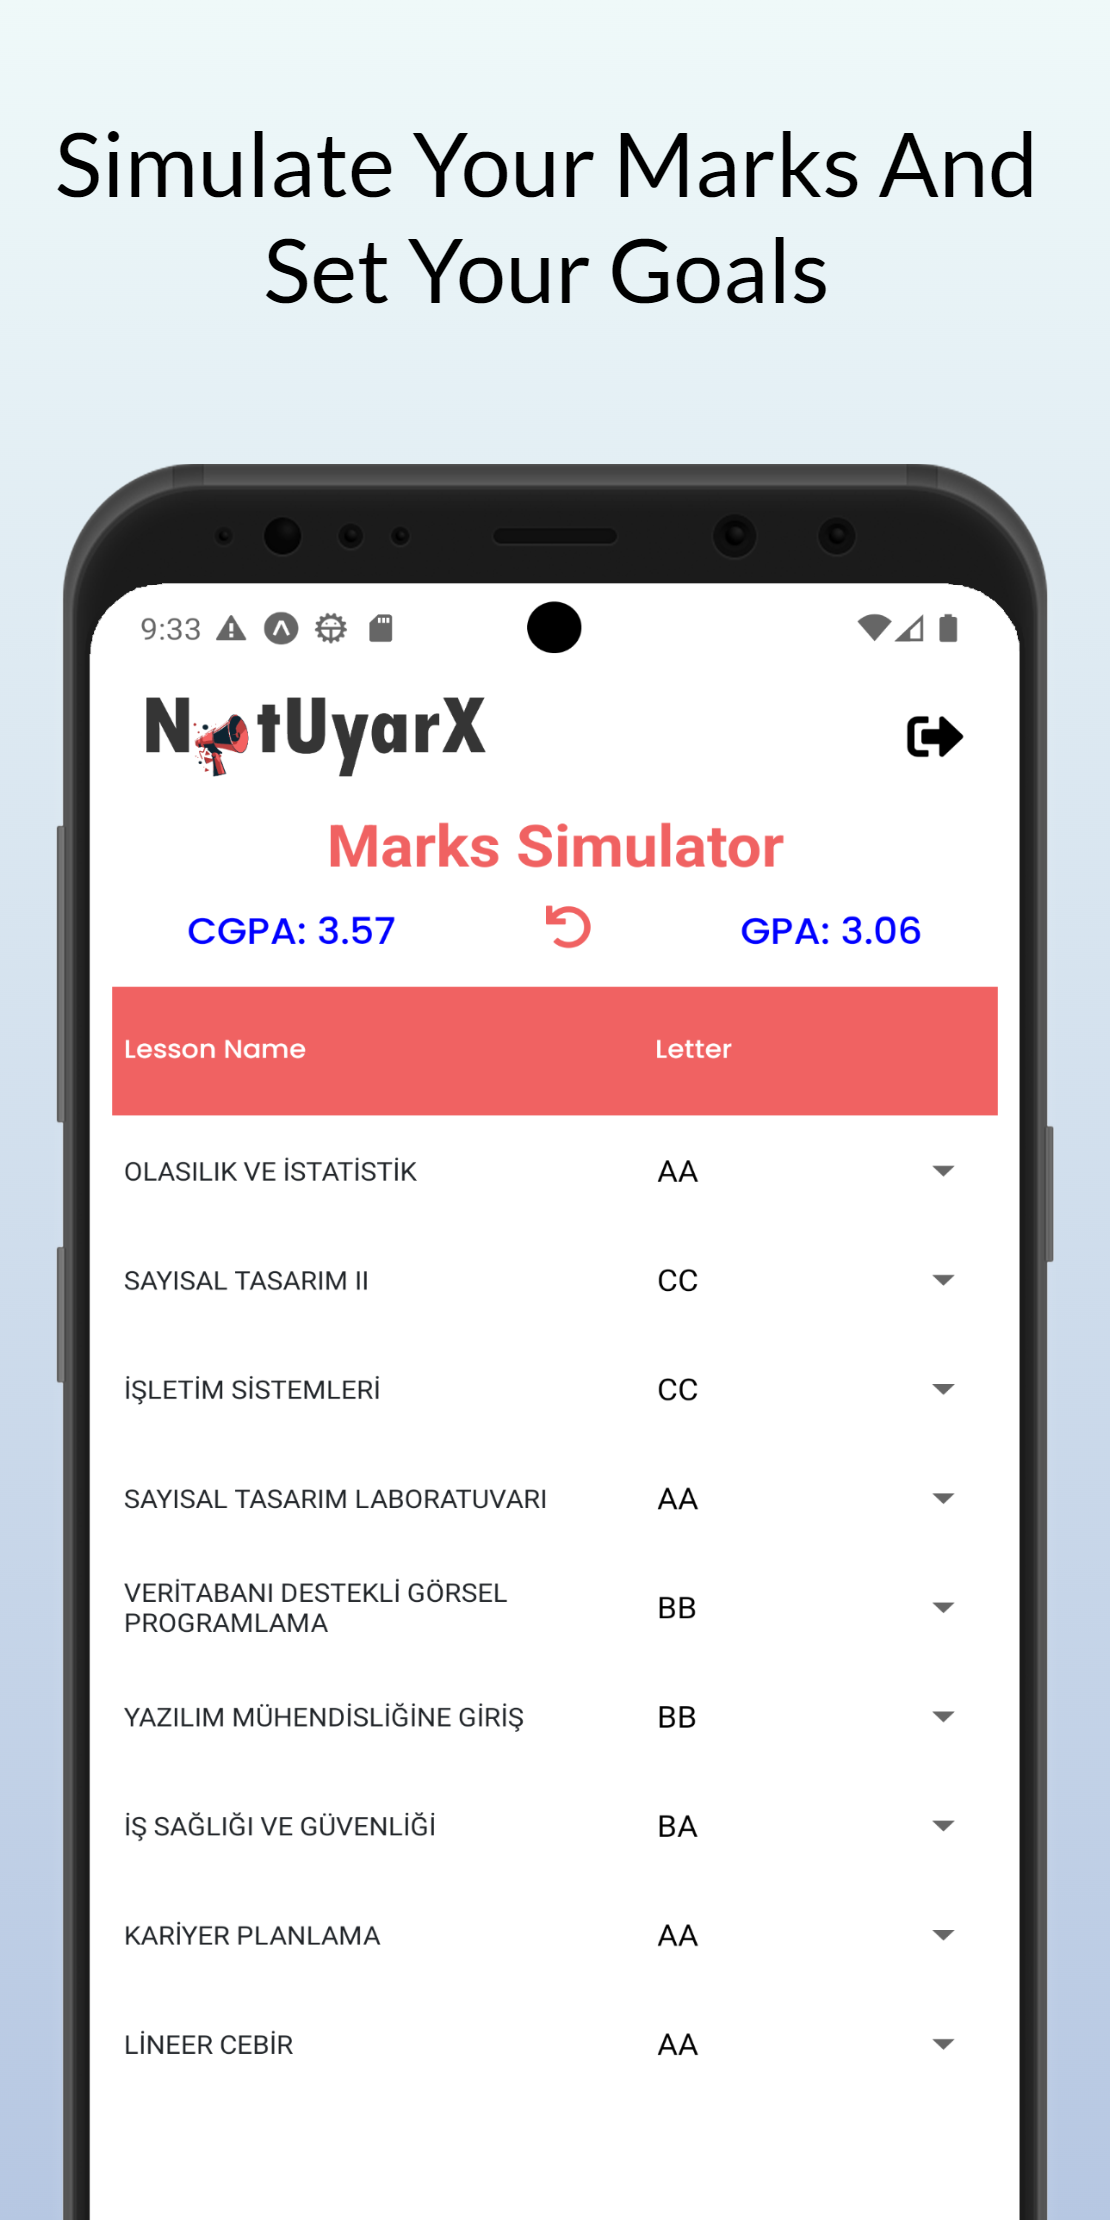 Simulate Your Marks And
Set Your Goals
9:33
NotUyarX
Marks Simulator
CGPA: 3.57 GPA: 3.06
Lesson Name Letter
OLASILIK VE İSTATİSTİK AA
SAYISAL TASARIM II CC
İŞLETİM SİSTEMLERİ CC
SAYISAL TASARIM LABORATUVARI AA
VERİTABANI DESTEKLİ GÖRSEL
PROGRAMLAMA BB
YAZILIM MÜHENDİSLİĞİNE GİRİŞ BB
İŞ SAĞLIĞI VE GÜVENLİĞİ BA
KARİYER PLANLAMA AA
LİNEER CEBİR AA